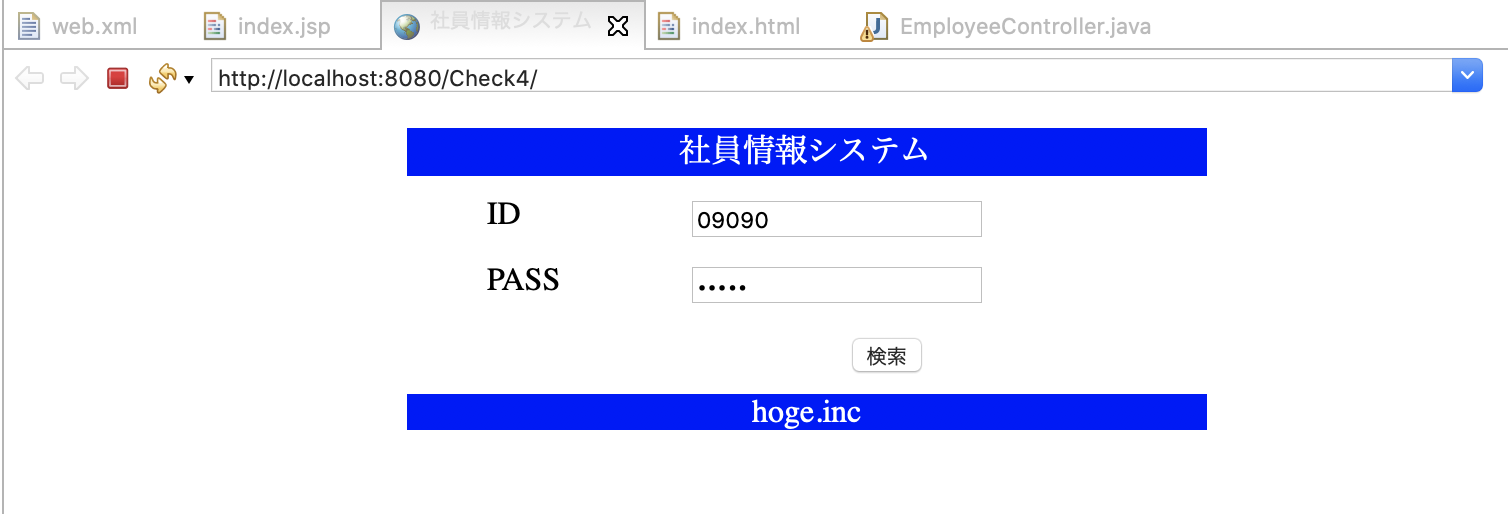 web.xml index.jsp 社員情報システム index.html EmployeeController.java
http://localhost:8080/Check4/
社員情報システム
ID 09090
PASS •••••
検索
hoge.inc